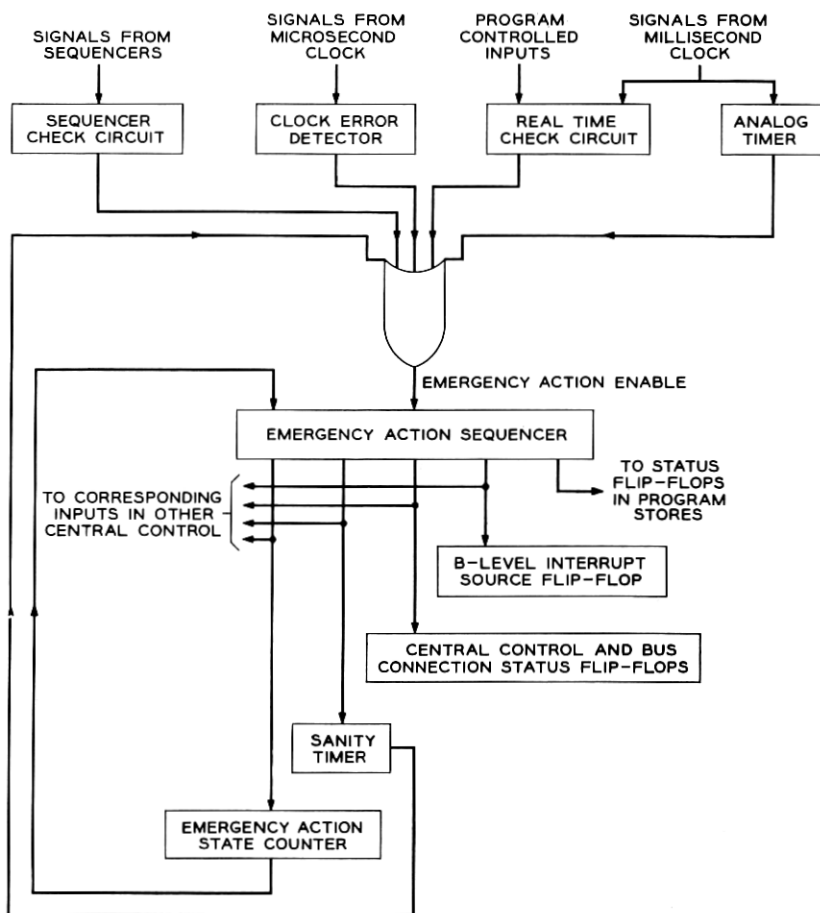 SIGNALS FROM
SEQUENCERS
SIGNALS FROM
MICROSECOND
CLOCK
PROGRAM
CONTROLLED
INPUTS
SIGNALS FROM
MILLISECOND
CLOCK
SEQUENCER
CHECK CIRCUIT
CLOCK ERROR
DETECTOR
REAL TIME
CHECK CIRCUIT
ANALOG
TIMER
EMERGENCY ACTION ENABLE
EMERGENCY ACTION SEQUENCER
TO CORRESPONDING
INPUTS IN OTHER
CENTRAL CONTROL
TO STATUS
FLIP-FLOPS
IN PROGRAM
STORES
B-LEVEL INTERRUPT
SOURCE FLIP-FLOP
CENTRAL CONTROL AND BUS
CONNECTION STATUS FLIP-FLOPS
SANITY
TIMER
EMERGENCY ACTION
STATE COUNTER